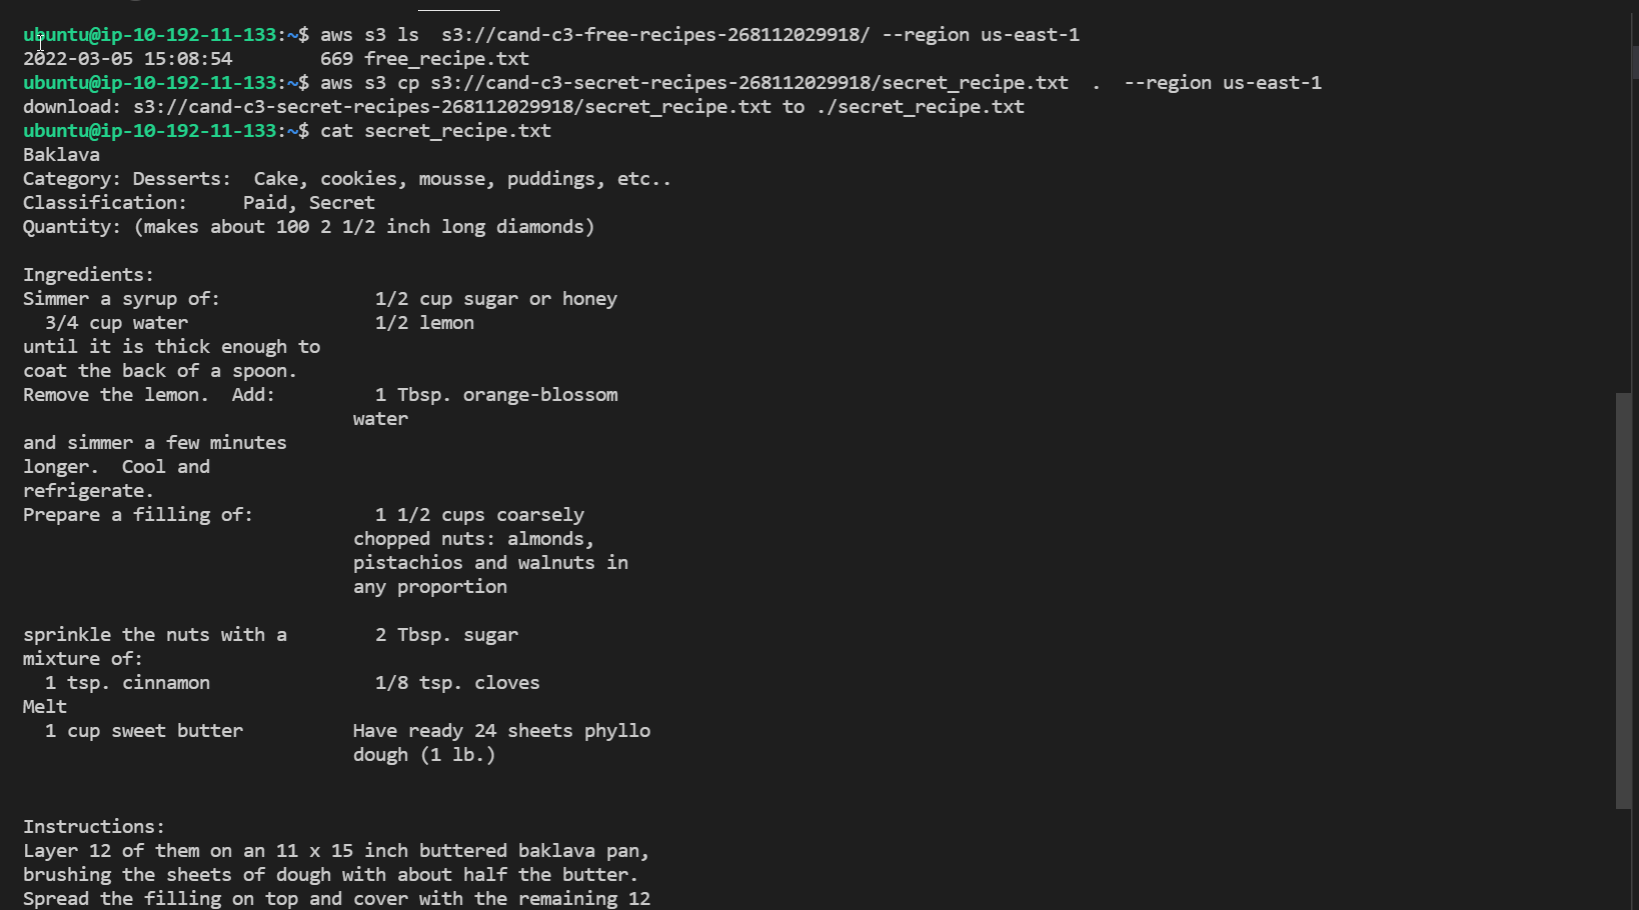 ubuntu@ip-10-192-11-133:~$ aws s3 ls  s3://cand-c3-free-recipes-268112029918/ --region us-east-1
2022-03-05 15:08:54        669 free_recipe.txt
ubuntu@ip-10-192-11-133:~$ aws s3 cp s3://cand-c3-secret-recipes-268112029918/secret_recipe.txt  .  --region us-east-1
download: s3://cand-c3-secret-recipes-268112029918/secret_recipe.txt to ./secret_recipe.txt
ubuntu@ip-10-192-11-133:~$ cat secret_recipe.txt
Baklava
Category: Desserts:  Cake, cookies, mousse, puddings, etc..
Classification:     Paid, Secret
Quantity: (makes about 100 2 1/2 inch long diamonds)

Ingredients:
Simmer a syrup of:              1/2 cup sugar or honey
  3/4 cup water                 1/2 lemon
until it is thick enough to
coat the back of a spoon.
Remove the lemon.  Add:         1 Tbsp. orange-blossom
                              water
and simmer a few minutes
longer.  Cool and
refrigerate.
Prepare a filling of:           1 1/2 cups coarsely
                              chopped nuts: almonds,
                              pistachios and walnuts in
                              any proportion

sprinkle the nuts with a        2 Tbsp. sugar
mixture of:
  1 tsp. cinnamon               1/8 tsp. cloves
Melt
  1 cup sweet butter          Have ready 24 sheets phyllo
                              dough (1 lb.)

Instructions:
Layer 12 of them on an 11 x 15 inch buttered baklava pan,
brushing the sheets of dough with about half the butter.
Spread the filling on top and cover with the remaining 12